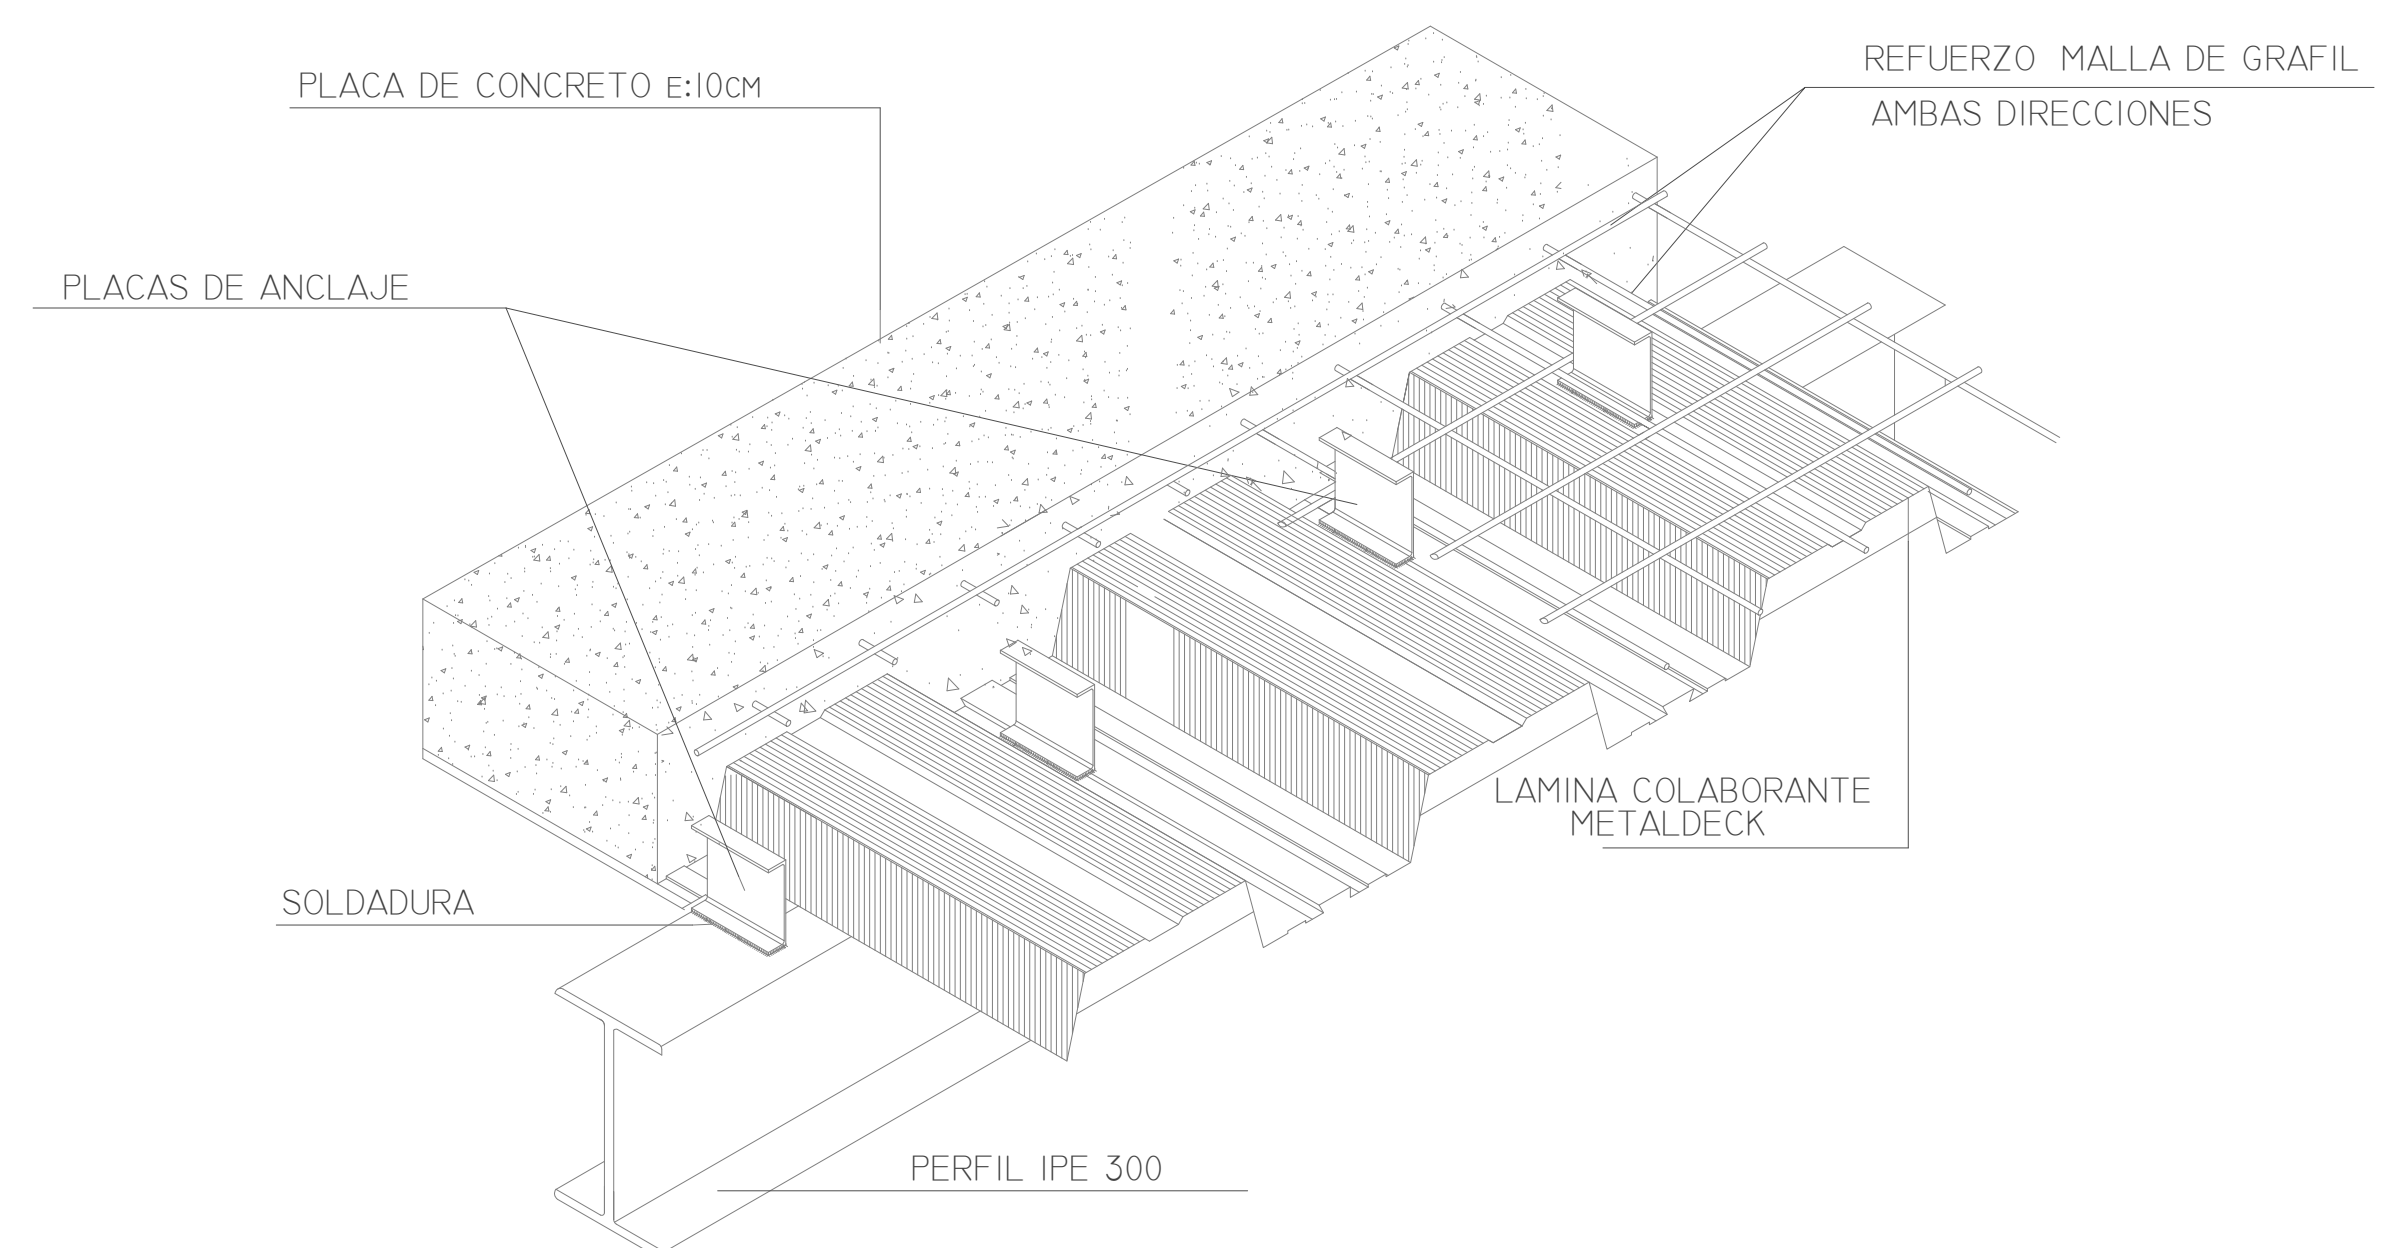 PLACA DE CONCRETO E:10CM
REFUERZO MALLA DE GRAFIL
AMBAS DIRECCIONES
PLACAS DE ANCLAJE
LAMINA COLABORANTE
METALDECK
SOLDADURA
PERFIL IPE 300